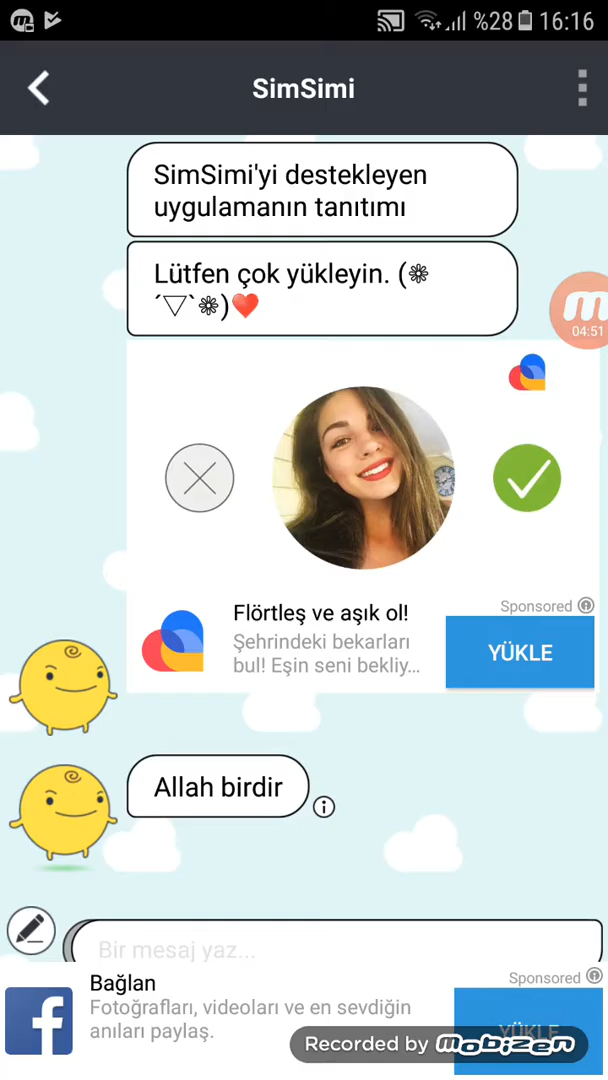 %28 16:16
SimSimi
SimSimi'yi destekleyen
uygulamanın tanıtımı
Lütfen çok yükleyin. (❃
´▽`❃)❤️
04:51
Flörtleş ve aşık ol!
Şehrindeki bekarları
bul! Eşin seni bekliy...
Sponsored
YÜKLE
Allah birdir
Bir mesaj yaz...
Bağlan
Fotoğrafları, videoları ve en sevdiğin
anıları paylaş.
Sponsored
YÜKLE
Recorded by mobizen